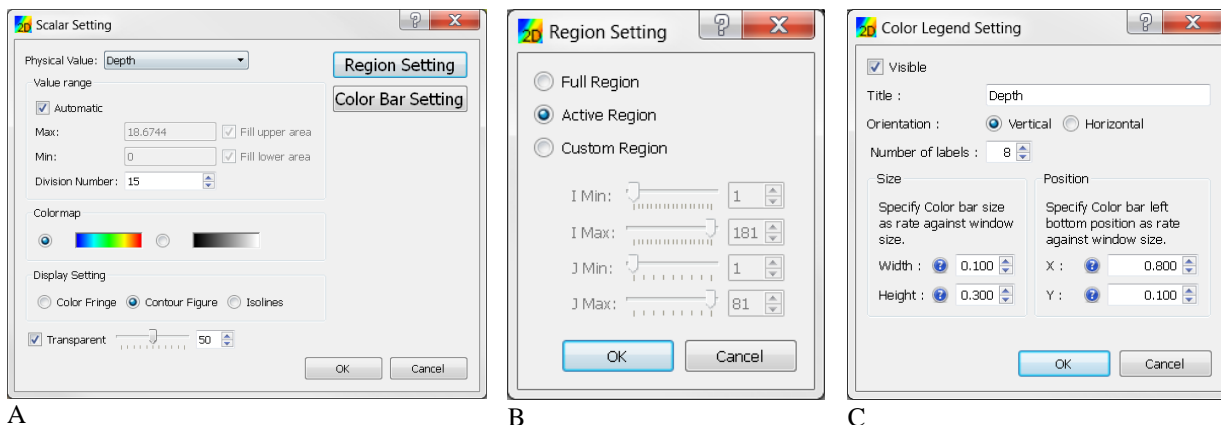 2D Scalar Setting
Physical Value: Depth
Region Setting
Value range
Color Bar Setting
Automatic
Max: 18.6744 Fill upper area
Min: 0 Fill lower area
Division Number: 15
Colormap
Display Setting
Color Fringe Contour Figure Isolines
Transparent 50
OK Cancel
A
2D Region Setting
Full Region
Active Region
Custom Region
I Min: 1
I Max: 181
J Min: 1
J Max: 81
OK Cancel
B
2D Color Legend Setting
Visible
Title : Depth
Orientation : Vertical Horizontal
Number of labels : 8
Size
Specify Color bar size
as rate against window
size.
Width : ? 0.100
Height : ? 0.300
Position
Specify Color bar left
bottom position as rate
against window size.
X : ? 0.800
Y : ? 0.100
OK Cancel
C